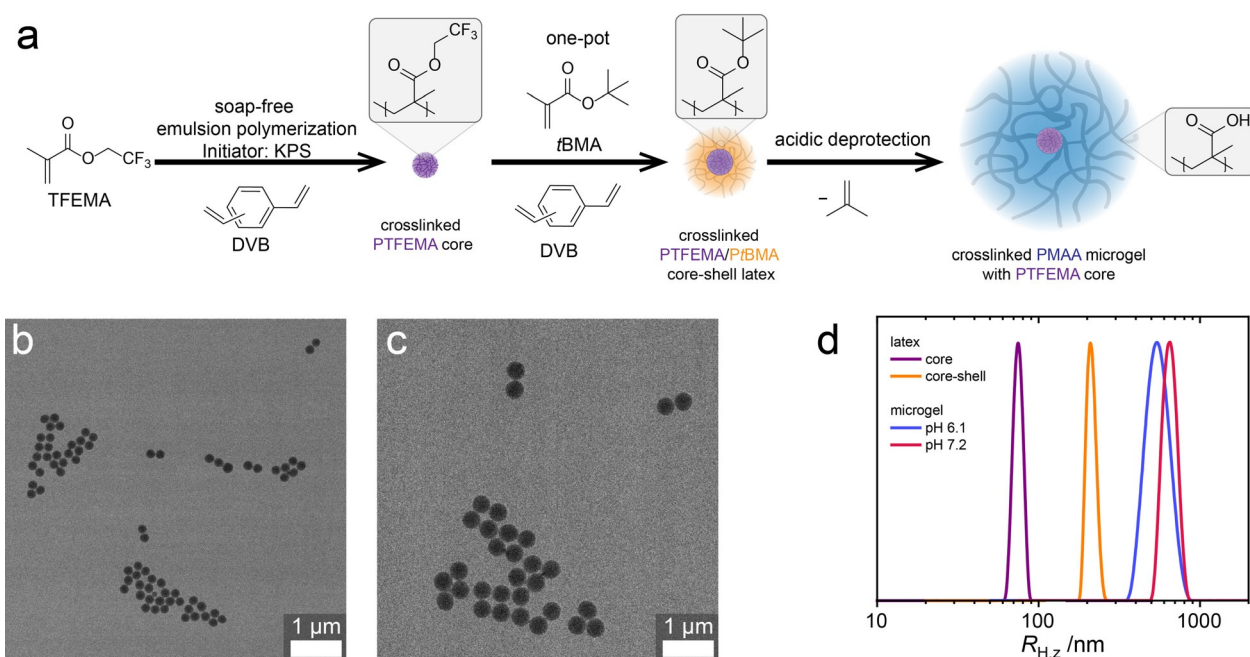 a
TFEMA
O
O
CF3
soap-free
emulsion polymerization
Initiator: KPS
DVB
CF3
O
O
crosslinked
PTFEMA core
one-pot
O
O
tBMA
DVB
O
O
crosslinked
PTFEMA/PtBMA
core-shell latex
acidic deprotection
−
O
OH
crosslinked PMAA microgel
with PTFEMA core
b
1 µm
c
1 µm
d
latex
core
core-shell
microgel
pH 6.1
pH 7.2
10
100
1000
RH,z /nm